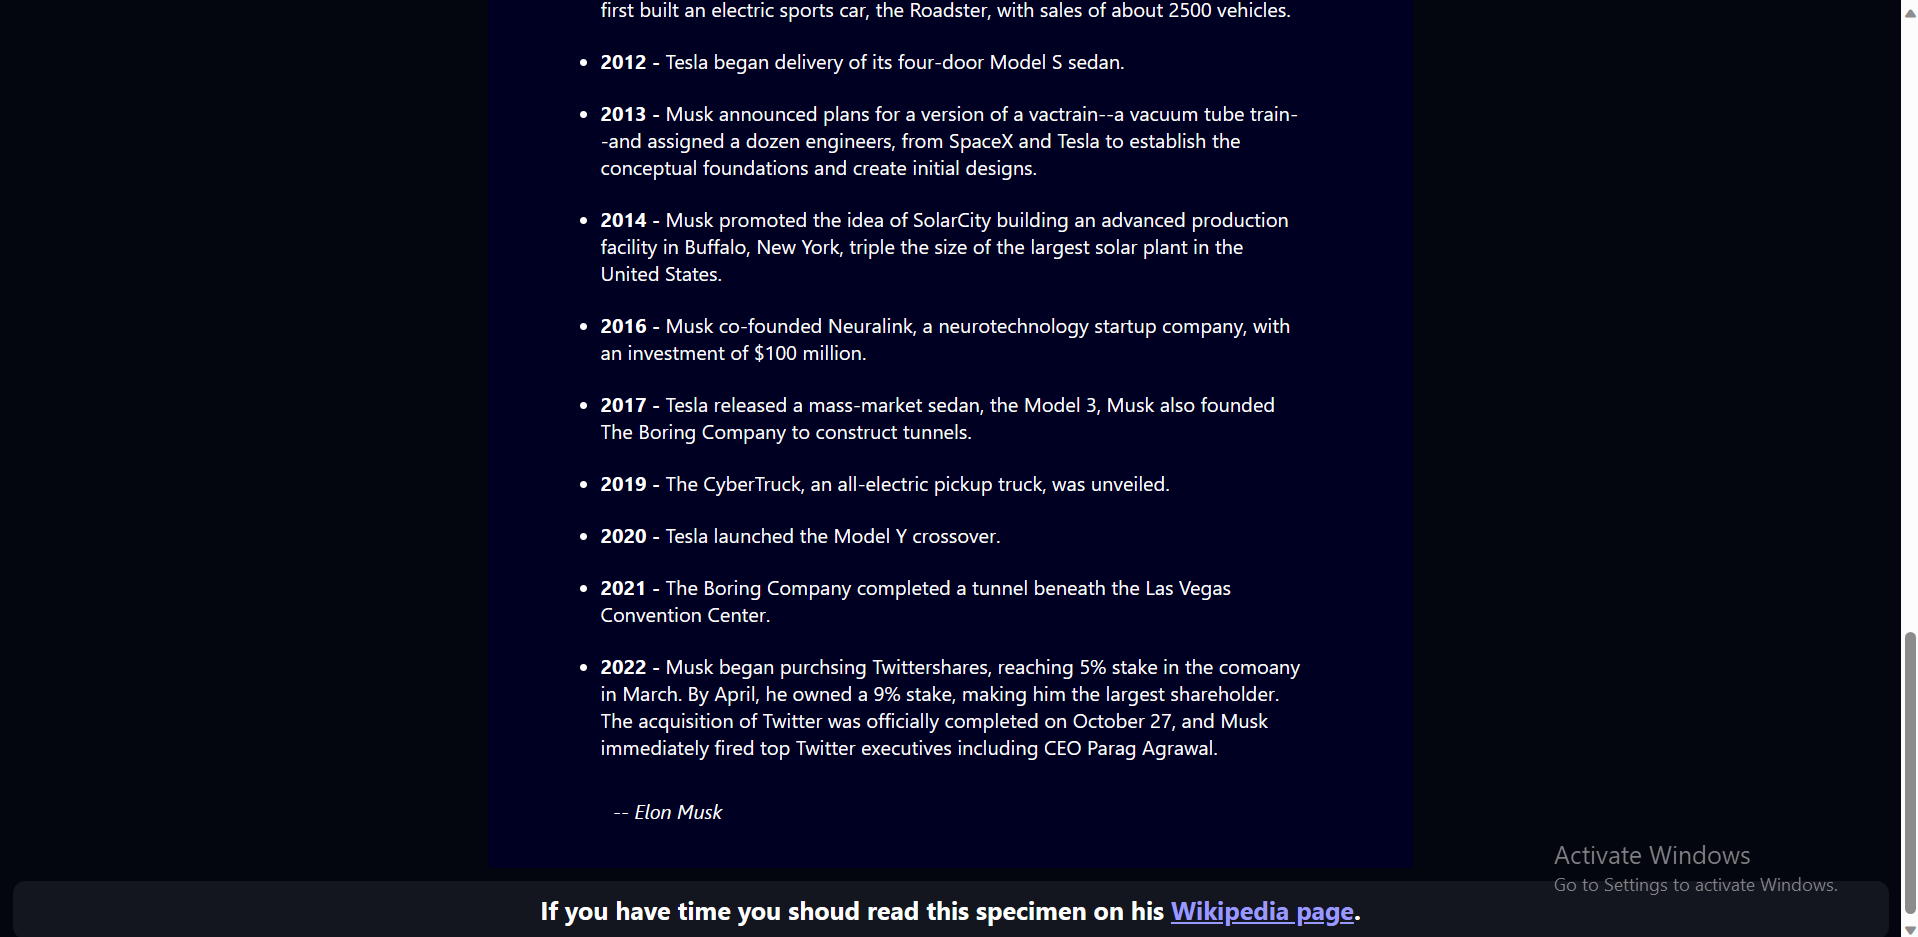 first built an electric sports car, the Roadster, with sales of about 2500 vehicles.
• 2012 - Tesla began delivery of its four-door Model S sedan.
• 2013 - Musk announced plans for a version of a vactrain--a vacuum tube train-
-and assigned a dozen engineers, from SpaceX and Tesla to establish the
conceptual foundations and create initial designs.
• 2014 - Musk promoted the idea of SolarCity building an advanced production
facility in Buffalo, New York, triple the size of the largest solar plant in the
United States.
• 2016 - Musk co-founded Neuralink, a neurotechnology startup company, with
an investment of $100 million.
• 2017 - Tesla released a mass-market sedan, the Model 3, Musk also founded
The Boring Company to construct tunnels.
• 2019 - The CyberTruck, an all-electric pickup truck, was unveiled.
• 2020 - Tesla launched the Model Y crossover.
• 2021 - The Boring Company completed a tunnel beneath the Las Vegas
Convention Center.
• 2022 - Musk began purchsing Twittershares, reaching 5% stake in the comoany
in March. By April, he owned a 9% stake, making him the largest shareholder.
The acquisition of Twitter was officially completed on October 27, and Musk
immediately fired top Twitter executives including CEO Parag Agrawal.
-- Elon Musk
Activate Windows
Go to Settings to activate Windows.
If you have time you shoud read this specimen on his Wikipedia page.